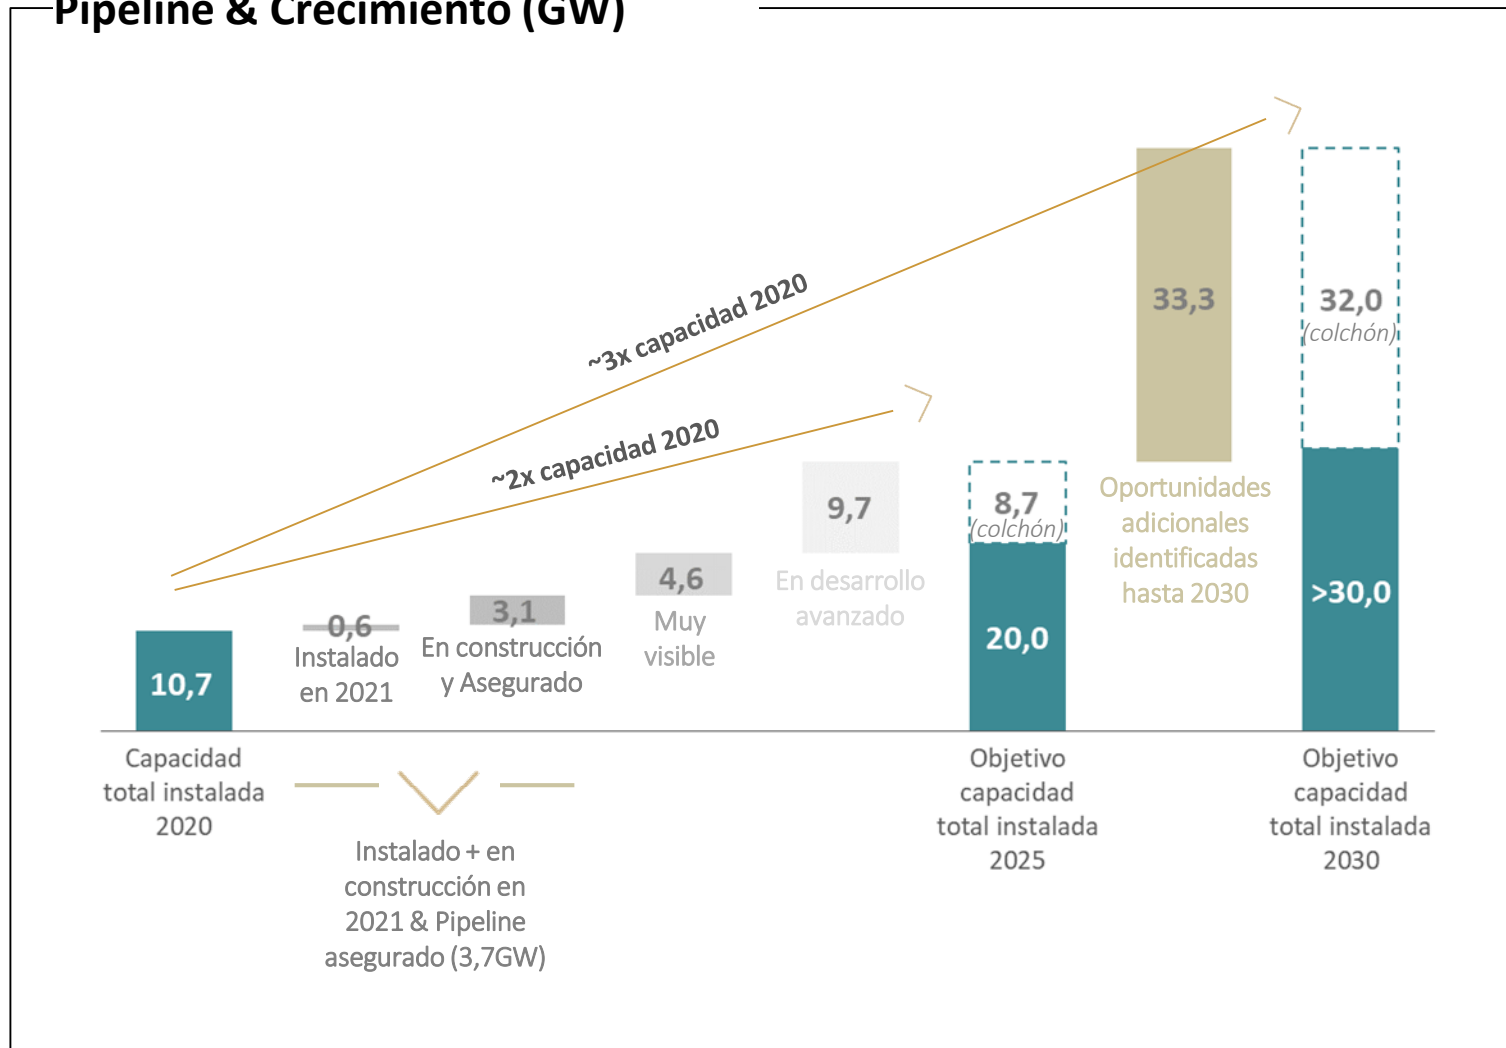 Pipeline & Crecimiento (GW)
~3x capacidad 2020
~2x capacidad 2020
10,7
Capacidad
total instalada
2020
0,6
Instalado
en 2021
3,1
En construcción
y Asegurado
Instalado + en
construcción en
2021 & Pipeline
asegurado (3,7GW)
4,6
Muy
visible
9,7
En desarrollo
avanzado
8,7
(colchón)
20,0
Objetivo
capacidad
total instalada
2025
33,3
Oportunidades
adicionales
identificadas
hasta 2030
32,0
(colchón)
>30,0
Objetivo
capacidad
total instalada
2030